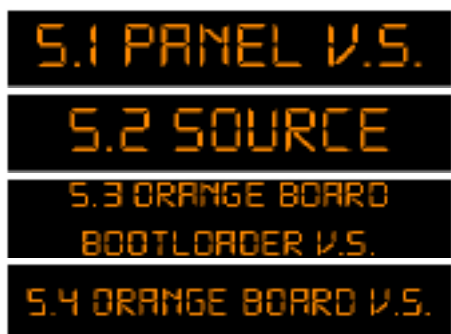 5.1 PANEL V.S.
5.2 SOURCE
5.3 ORANGE BOARD
BOOTLOADER V.S.
5.4 ORANGE BOARD V.S.